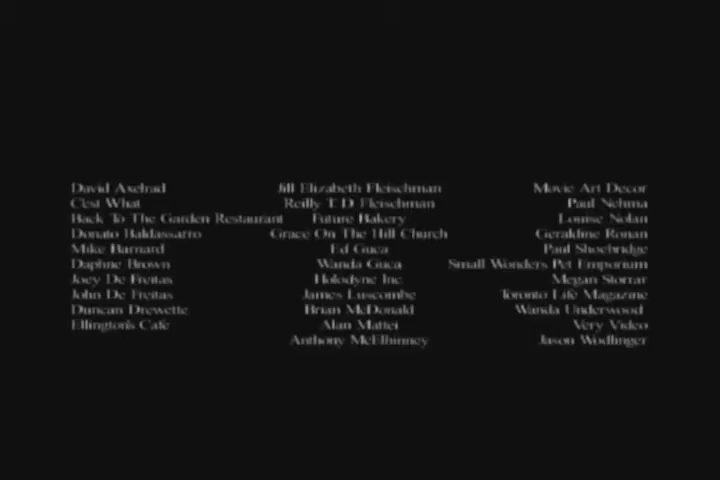 David Axelrad
C'est What
Back To The Garden Restaurant
Donato Baldassarro
Mike Barnard
Daphne Brown
Joey De Freitas
John De Freitas
Duncan Drewette
Ellington's Cafe
Jill Elizabeth Fleischman
Reilly T. D. Fleischman
Future Bakery
Grace On The Hill Church
Ed Guca
Wanda Guca
Holodyne Inc.
James Luscombe
Brian McDonald
Alan Mattei
Anthony McElhinney
Movie Art Decor
Paul Nehma
Louise Nolan
Geraldine Ronan
Paul Shoebridge
Small Wonders Pet Emporium
Megan Storrar
Toronto Life Magazine
Wanda Underwood
Very Video
Jason Wodlinger